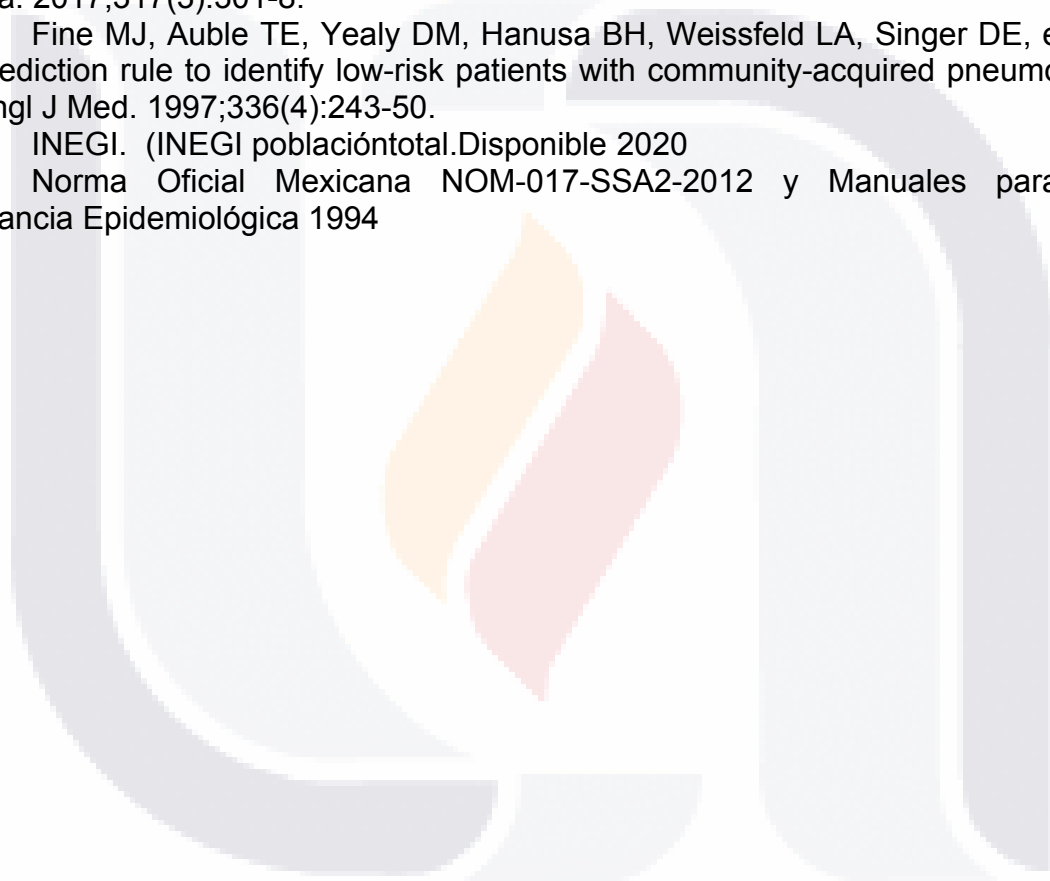 a. 2017;317(3):301-8.
Fine MJ, Auble TE, Yealy DM, Hanusa BH, Weissfeld LA, Singer DE, e
ediction rule to identify low-risk patients with community-acquired pneumo
ngl J Med. 1997;336(4):243-50.
INEGI. (INEGI poblacióntotal.Disponible 2020
Norma Oficial Mexicana NOM-017-SSA2-2012 y Manuales para
ancia Epidemiológica 1994